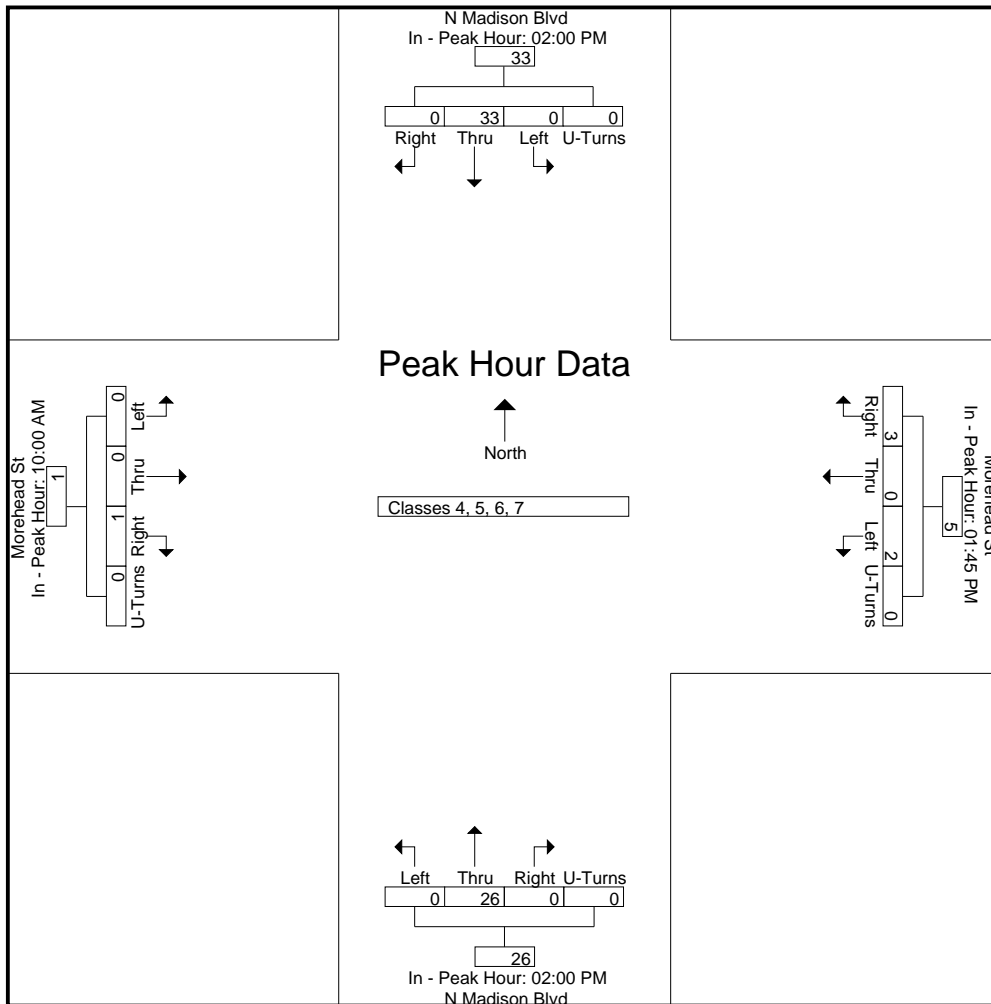 N Madison Blvd
In - Peak Hour: 02:00 PM
33
0 33 0 0
Right Thru Left U-Turns
Peak Hour Data
North
Classes 4, 5, 6, 7
Morehead St
In - Peak Hour: 10:00 AM
1
0 0 1 0
Left Thru Right U-Turns
Right Thru Left U-Turns
3 0 2 0
5
In - Peak Hour: 01:45 PM
Morehead St
Left Thru Right U-Turns
0 26 0 0
26
In - Peak Hour: 02:00 PM
N Madison Blvd